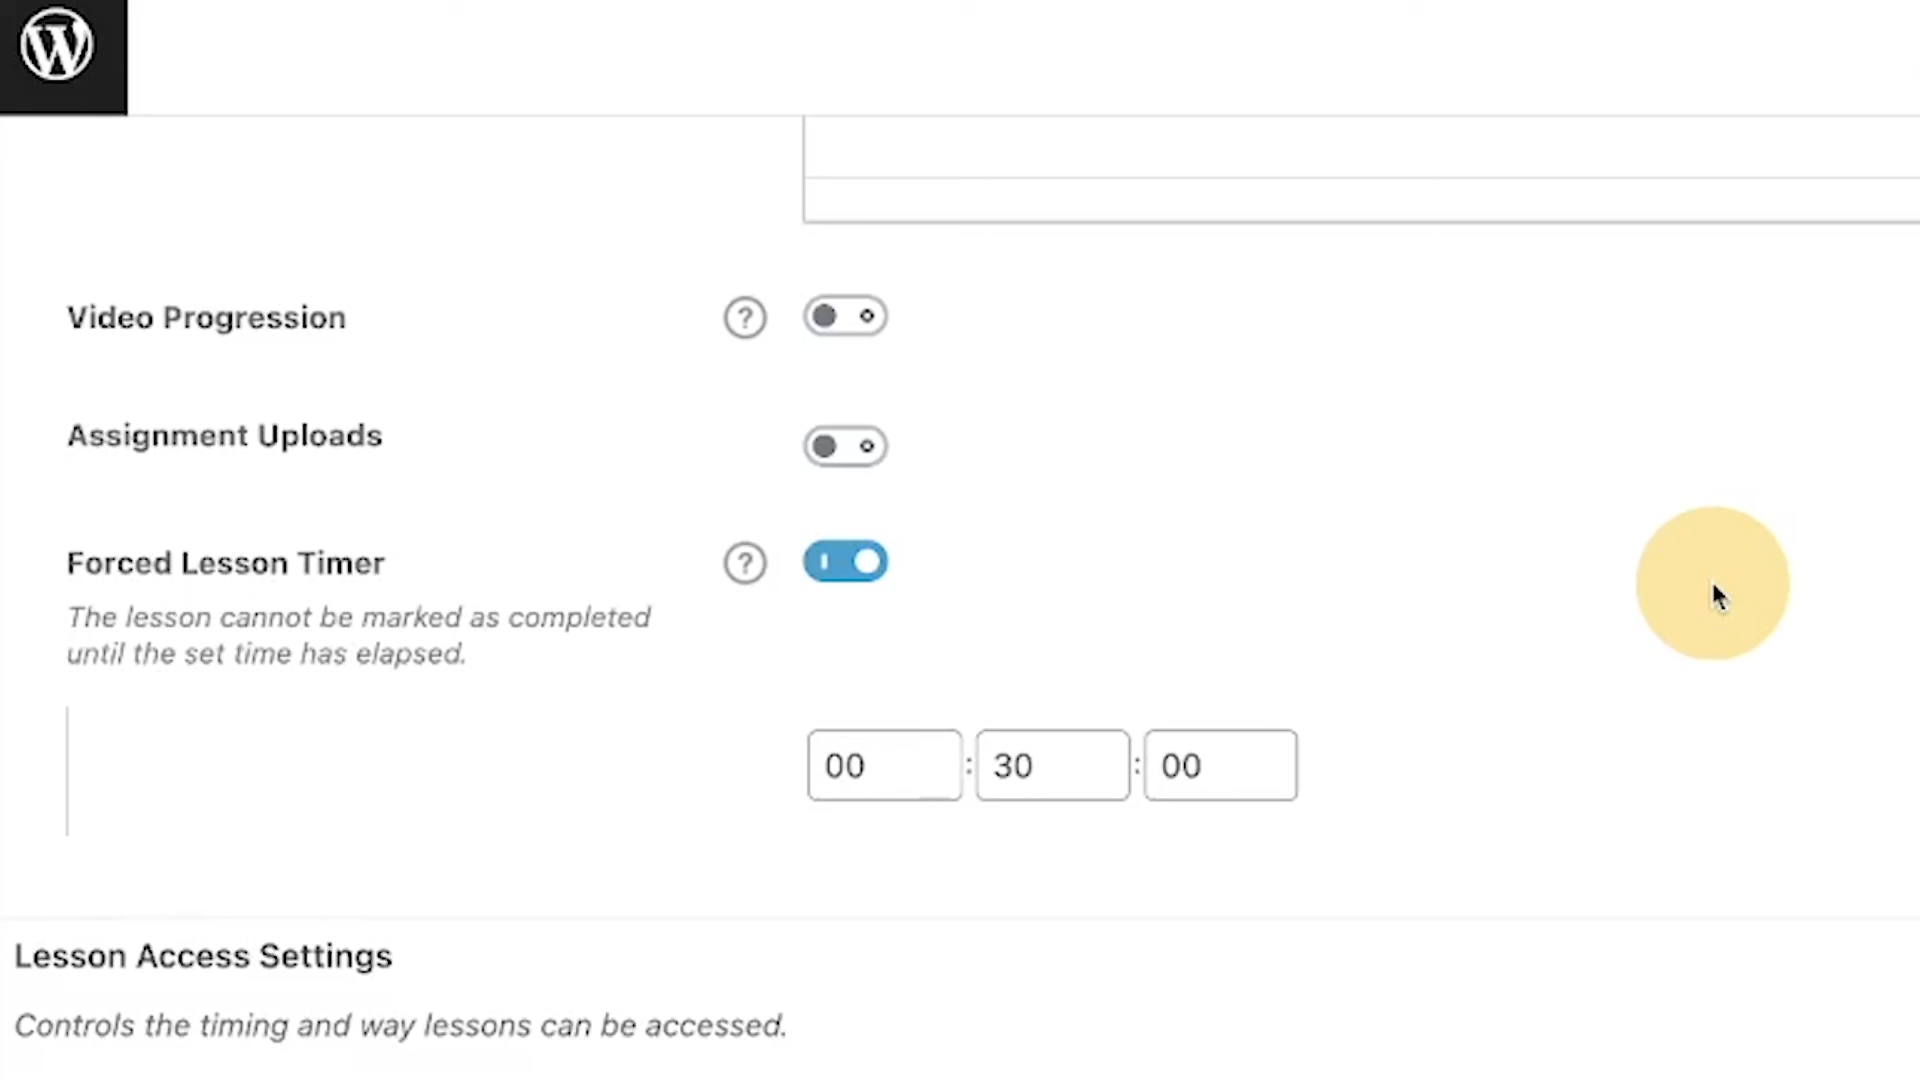 Video Progression ?
Assignment Uploads
Forced Lesson Timer ?
The lesson cannot be marked as completed
until the set time has elapsed.
00 : 30 : 00
Lesson Access Settings
Controls the timing and way lessons can be accessed.